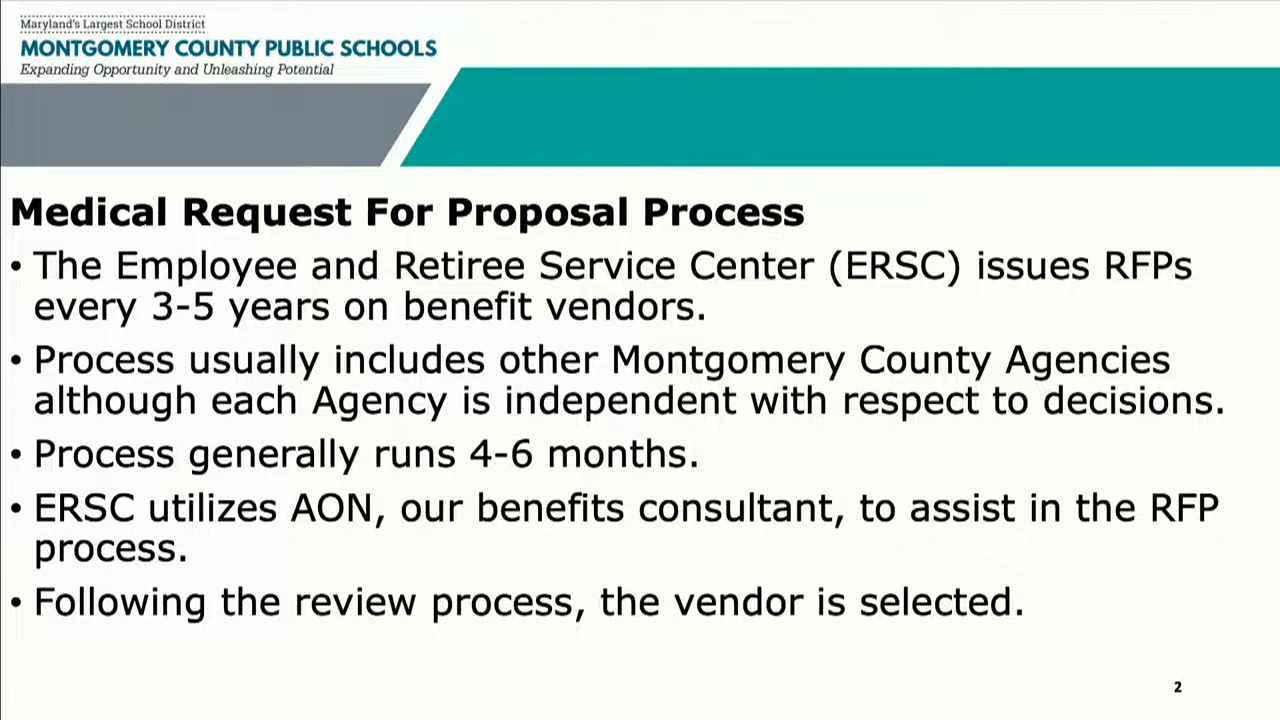 Maryland's Largest School District
MONTGOMERY COUNTY PUBLIC SCHOOLS
Expanding Opportunity and Unleashing Potential
Medical Request For Proposal Process
• The Employee and Retiree Service Center (ERSC) issues RFPs
every 3-5 years on benefit vendors.
• Process usually includes other Montgomery County Agencies
although each Agency is independent with respect to decisions.
• Process generally runs 4-6 months.
• ERSC utilizes AON, our benefits consultant, to assist in the RFP
process.
• Following the review process, the vendor is selected.
2